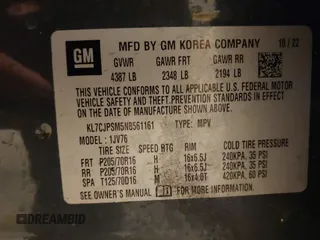 GM
MFD BY GM KOREA COMPANY 10 / 22
GVWR GAWR FRT GAWR RR
4387 LB 2348 LB 2194 LB
THIS VEHICLE CONFORMS TO ALL APPLICABLE U.S. FEDERAL MOTOR
VEHICLE SAFETY, BUMPER, AND THEFT PREVENTION STANDARDS IN EFFECT
ON THE DATE OF MANUFACTURE SHOWN ABOVE.
KL7CJPSM5NB561161 TYPE: MPV
MODEL: 1JV76
TIRE SIZE SPEED RTG RIM COLD TIRE PRESSURE
FRT P205/70R16 H 16x6.5J 240KPA, 35 PSI
RR P205/70R16 H 16x6.5J 240KPA, 35 PSI
SPA T125/70D16 M 16x4.0T 420KPA, 60 PSI
SEE OWNER'S MANUAL FOR ADDITIONAL INFORMATION.
DREAMBID.COM